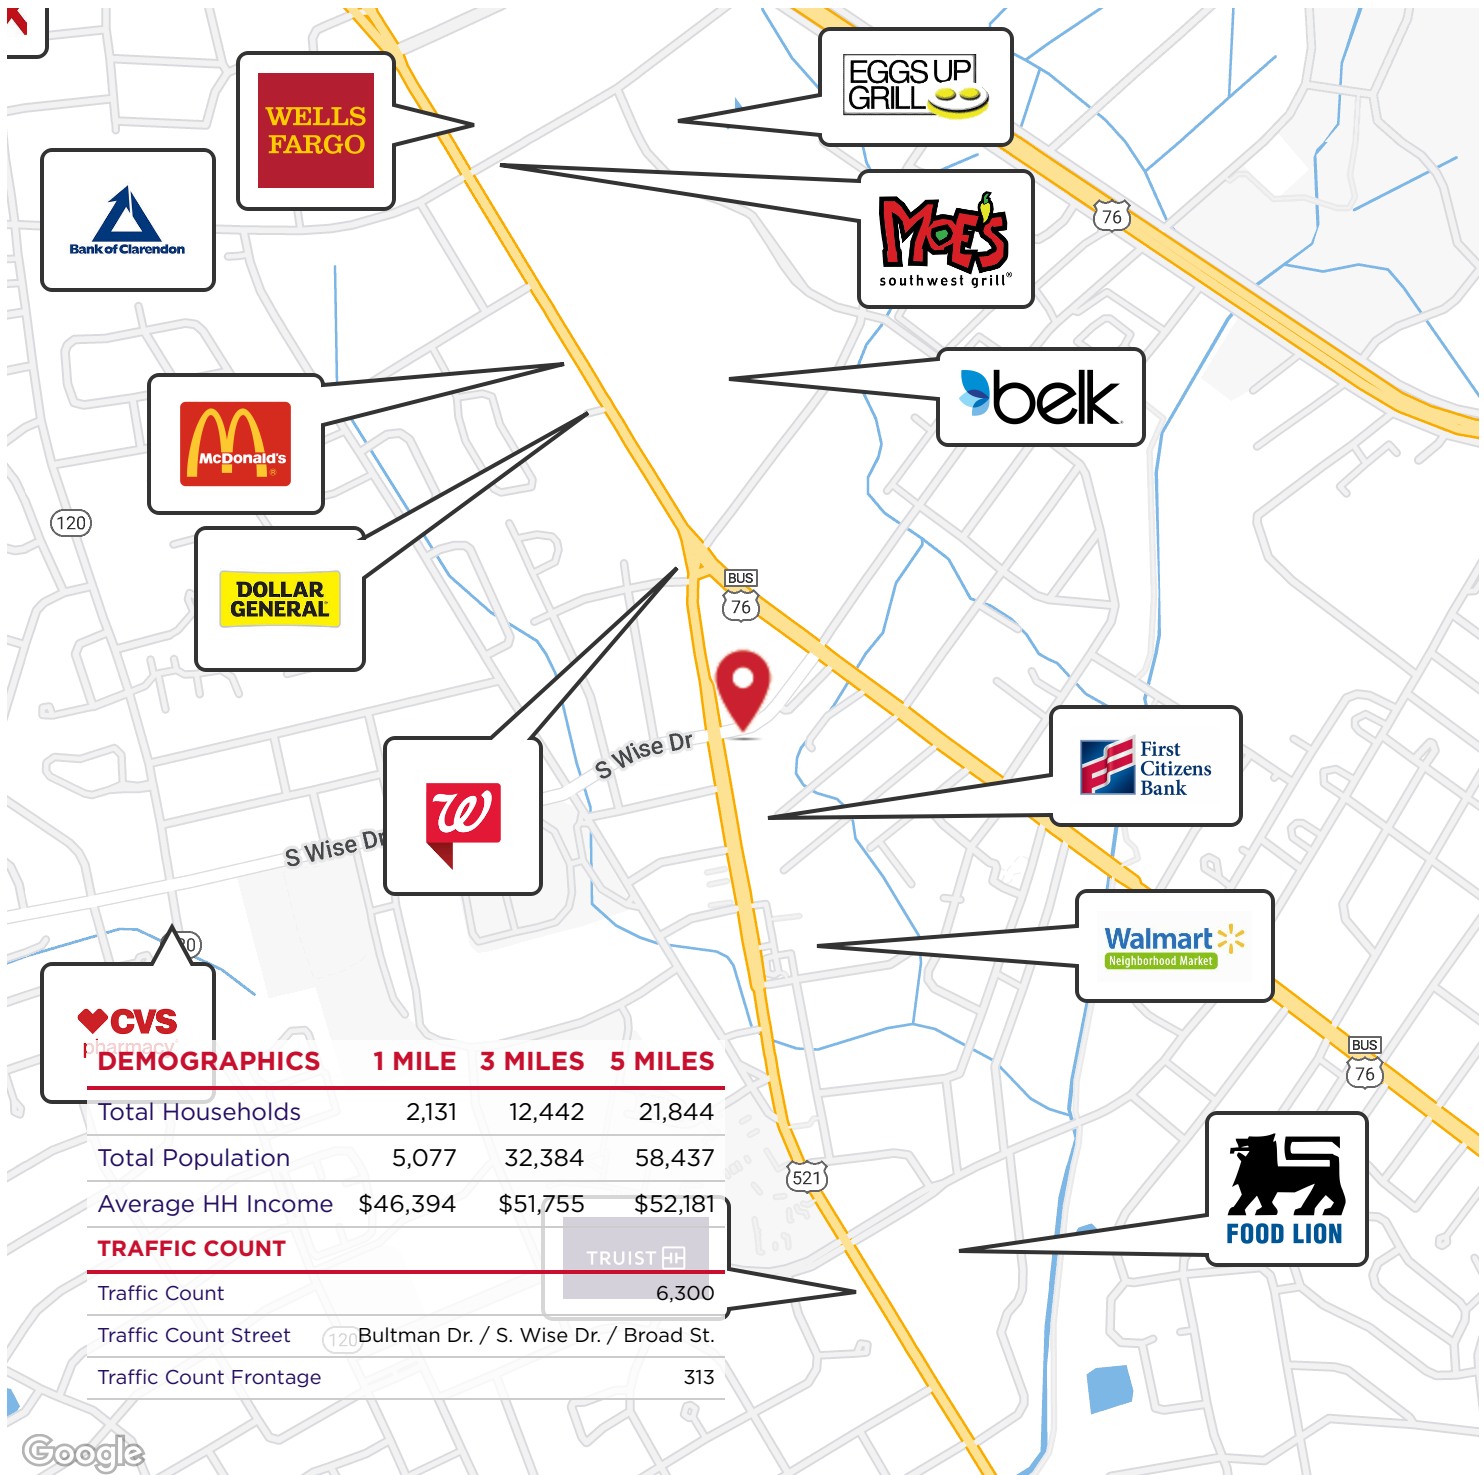 WELLS
FARGO
EGGS UP
GRILL
Bank of Clarendon
MOE'S
southwest grill®
76
McDonald's
®
belk
120
DOLLAR
GENERAL
BUS
76
S Wise Dr
First
Citizens
Bank
S Wise Dr
Walmart
Neighborhood Market
CVS
pharmacy
BUS
76
DEMOGRAPHICS 1 MILE 3 MILES 5 MILES
Total Households 2,131 12,442 21,844
Total Population 5,077 32,384 58,437
Average HH Income $46,394 $51,755 $52,181
521
FOOD LION
TRAFFIC COUNT
TRUIST
Traffic Count 6,300
Traffic Count Street Bultman Dr. / S. Wise Dr. / Broad St.
120
Traffic Count Frontage 313
Google